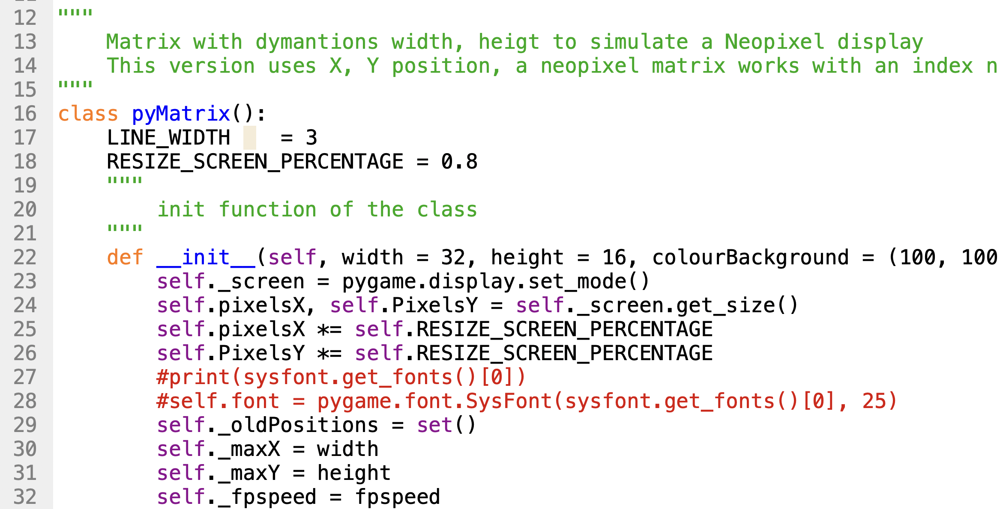 12 """
13     Matrix with dymantions width, heigt to simulate a Neopixel display
14     This version uses X, Y position, a neopixel matrix works with an index n
15 """
16 class pyMatrix():
17     LINE_WIDTH    = 3
18     RESIZE_SCREEN_PERCENTAGE = 0.8
19     """
20         init function of the class
21     """
22     def __init__(self, width = 32, height = 16, colourBackground = (100, 100
23         self._screen = pygame.display.set_mode()
24         self.pixelsX, self.PixelsY = self._screen.get_size()
25         self.pixelsX *= self.RESIZE_SCREEN_PERCENTAGE
26         self.PixelsY *= self.RESIZE_SCREEN_PERCENTAGE
27         #print(sysfont.get_fonts()[0])
28         #self.font = pygame.font.SysFont(sysfont.get_fonts()[0], 25)
29         self._oldPositions = set()
30         self._maxX = width
31         self._maxY = height
32         self._fpspeed = fpspeed